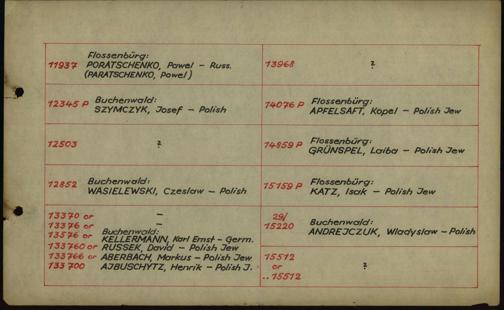 Flossenbürg:
11937 PORATSCHENKO, Pawel – Russ.
(PARATSCHENKO, Powel)
12345 P Buchenwald:
SZYMCZYK, Josef – Polish
12503 ?
12852 Buchenwald:
WASIELEWSKI, Czeslaw – Polish
13370 or –
13376 or –
13576 or Buchenwald:
KELLERMANN, Karl Ernst – Germ.
133760 or RUSSEK, David – Polish Jew
133766 or ABERBACH, Markus – Polish Jew
133700 AJBUSCHYTZ, Henrik – Polish J.
13968 ?
14076 P Flossenbürg:
APFELSAFT, Kopel – Polish Jew
14859 P Flossenbürg:
GRÜNSPEL, Laiba – Polish Jew
15159 P Flossenbürg:
KATZ, Isak – Polish Jew
29/
15220 Buchenwald:
ANDREJCZUK, Wladyslaw – Polish
15512
or ?
..15512